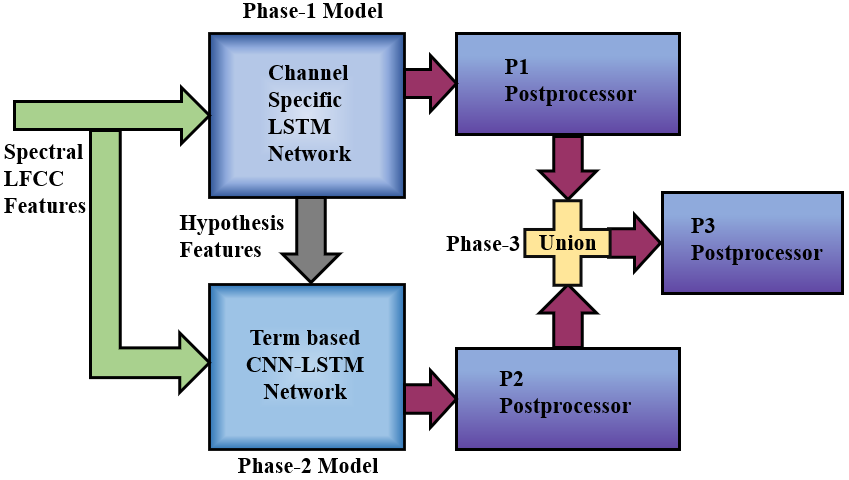 Phase-1 Model
Channel
Specific
LSTM
Network
P1
Postprocessor
Spectral
LFCC
Features
Hypothesis
Features
Phase-3
Union
P3
Postprocessor
Term based
CNN-LSTM
Network
P2
Postprocessor
Phase-2 Model